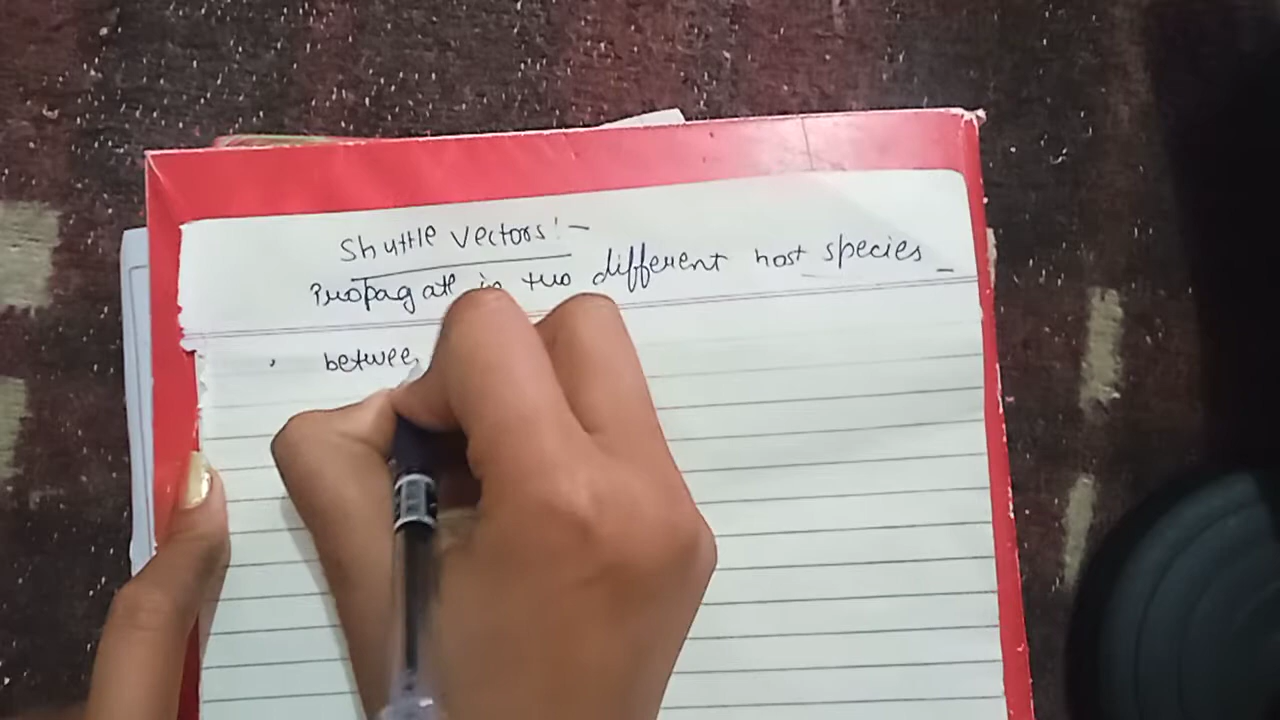 Shuttle Vectors:-
Propagate in two different host species
betwee